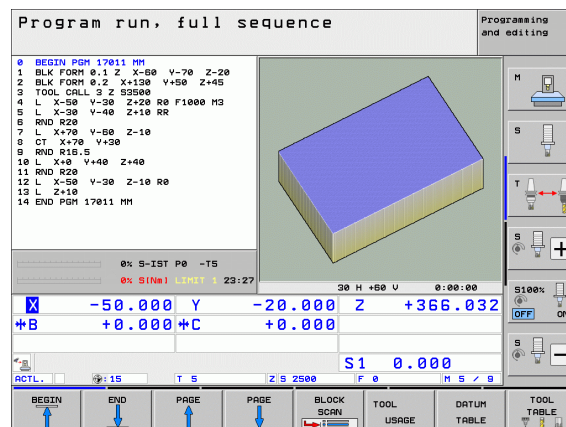 Program run, full sequence
Programming
and editing
0 BEGIN PGM 17011 MM
1 BLK FORM 0.1 Z X-60 Y-70 Z-20
2 BLK FORM 0.2 X+130 Y+50 Z+45
3 TOOL CALL 3 Z S3500
4 L X-50 Y-30 Z+20 R0 F1000 M3
5 L X-30 Y-40 Z+10 RR
6 RND R20
7 L X+70 Y-60 Z-10
8 CT X+70 Y+30
9 RND R16.5
10 L X+0 Y+40 Z+40
11 RND R20
12 L X-50 Y-30 Z-10 R0
13 L Z+10
14 END PGM 17011 MM
0% S-IST P0 -T5
0% S[Nm] LIMIT 1 23:27
30 H +60 V 0:00:00
X -50.000 Y -20.000 Z +366.032
B +0.000 C +0.000
S1 0.000
ACTL. : 15 T 5 Z S 2500 F 0 M 5 / 9
M
S
T
S
S100%
OFF ON
S
BEGIN
END
PAGE
PAGE
BLOCK
SCAN
TOOL
USAGE
DATUM
TABLE
TOOL
TABLE